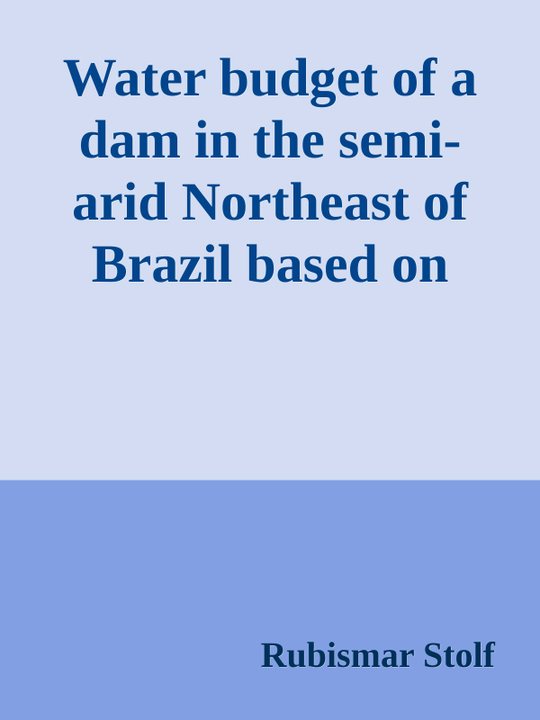 Water budget of a
dam in the semi-
arid Northeast of
Brazil based on
Rubismar Stolf